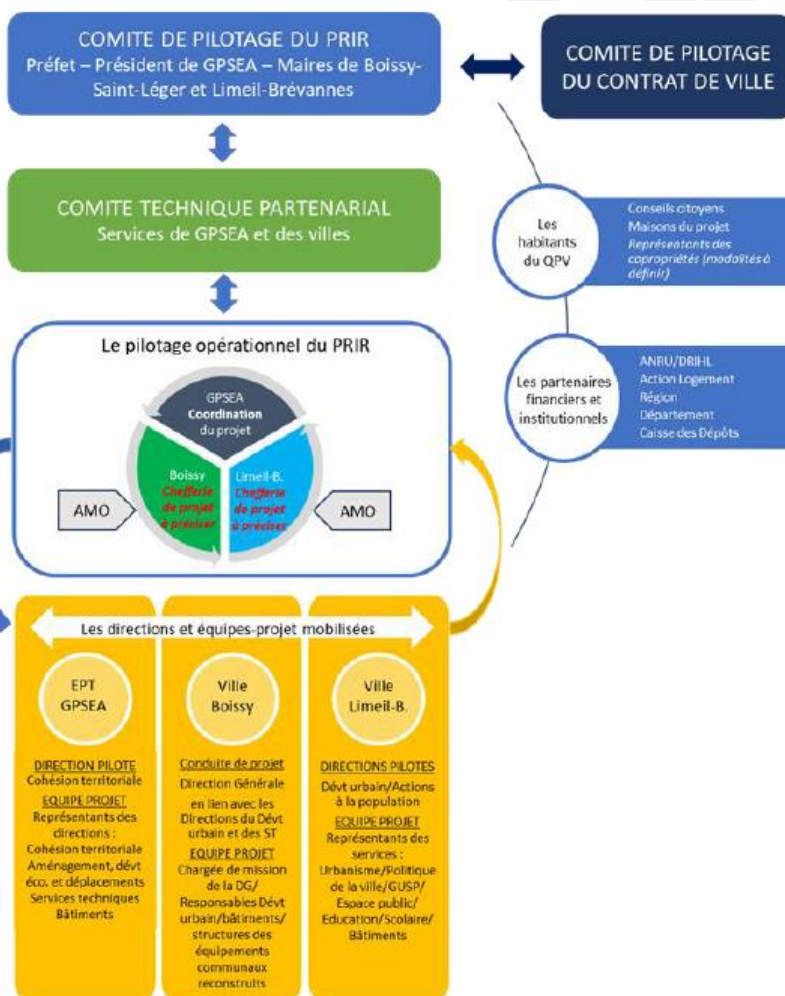 COMITE DE PILOTAGE DU PRIR
Préfet – Président de GPSEA – Maires de Boissy-
Saint-Léger et Limeil-Brévannes
COMITE DE PILOTAGE
DU CONTRAT DE VILLE
COMITE TECHNIQUE PARTENARIAL
Services de GPSEA et des villes
Les
habitants
du QPV
Conseils citoyens
Maisons du projet
Représentants des
copropriétés (modalités à
définir)
Les partenaires
financiers et
institutionnels
ANRU/DRIHL
Action Logement
Région
Département
Caisse des Dépôts
Le pilotage opérationnel du PRIR
GPSEA
Coordination
du projet
Boissy
Chefferie
de projet
à préciser
Limeil-B.
Chefferie
de projet
à préciser
AMO
AMO
Les directions et équipes-projet mobilisées
EPT
GPSEA
DIRECTION PILOTE
Cohésion territoriale
EQUIPE PROJET
Représentants des
directions :
Cohésion territoriale
Aménagement, dévt
éco. et déplacements
Services techniques
Bâtiments
Ville
Boissy
Conduite de projet
Direction Générale
en lien avec les
Directions du Dévt
urbain et des ST
EQUIPE PROJET
Chargée de mission
de la DG/
Responsables Dévt
urbain/bâtiments/
structures des
équipements
communaux
reconstruits
Ville
Limeil-B.
DIRECTIONS PILOTES
Dévt urbain/Actions
à la population
EQUIPE PROJET
Représentants des
services :
Urbanisme/Politique
de la ville/GUSP/
Espace public/
Education/Scolaire/
Bâtiments